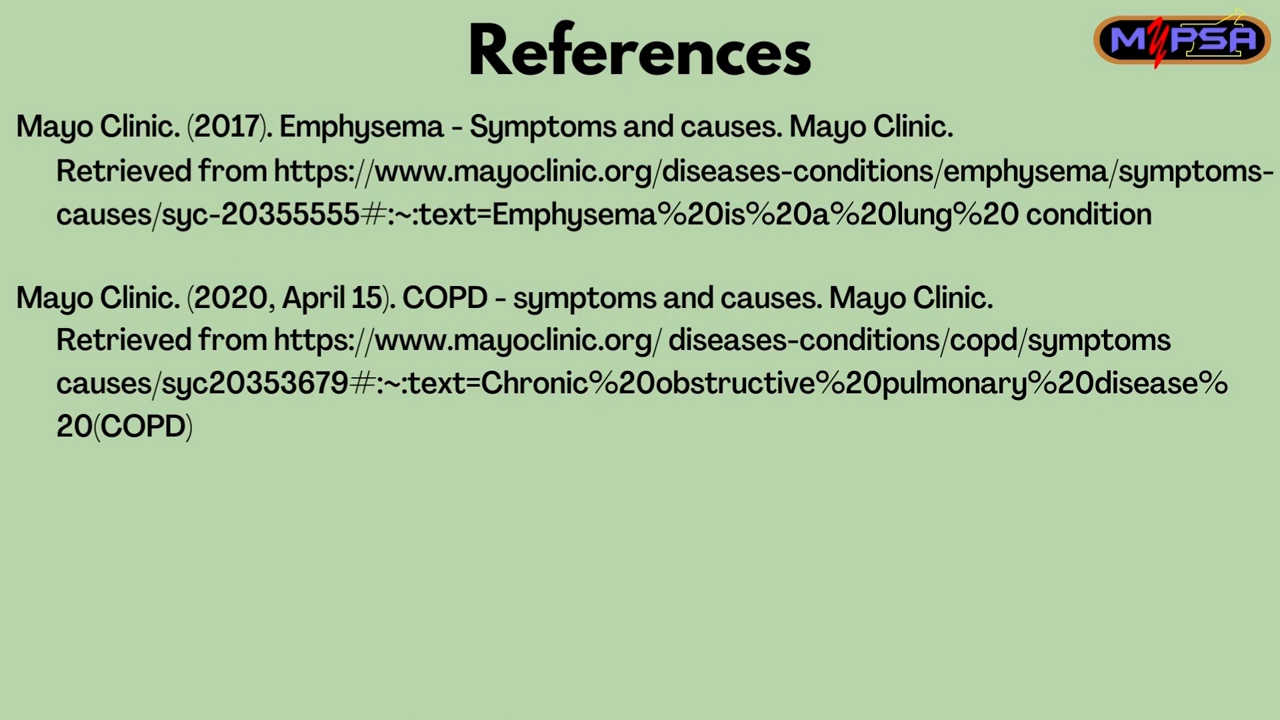 References
MYPSA
Mayo Clinic. (2017). Emphysema - Symptoms and causes. Mayo Clinic.
Retrieved from https://www.mayoclinic.org/diseases-conditions/emphysema/symptoms-
causes/syc-20355555#:~:text=Emphysema%20is%20a%20lung%20 condition
Mayo Clinic. (2020, April 15). COPD - symptoms and causes. Mayo Clinic.
Retrieved from https://www.mayoclinic.org/ diseases-conditions/copd/symptoms
causes/syc20353679#:~:text=Chronic%20obstructive%20pulmonary%20disease%
20(COPD)